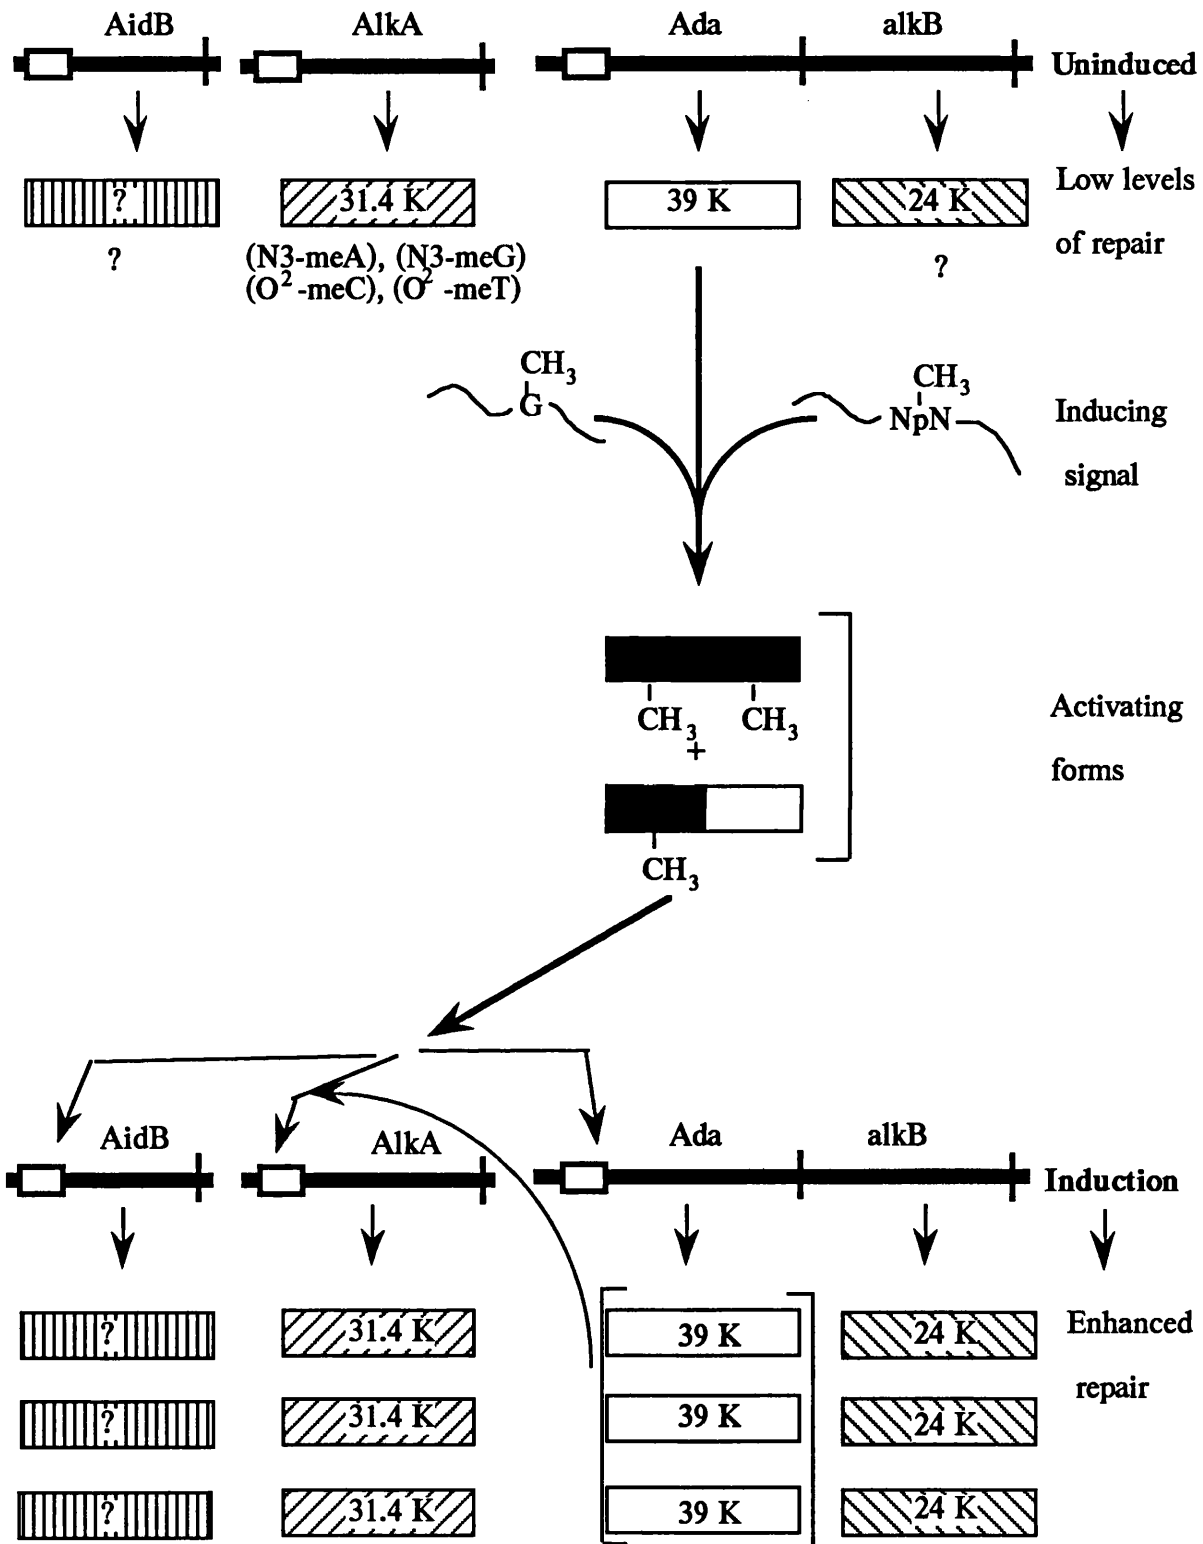 AidB AlkA Ada alkB
Uninduced
? 31.4 K 39 K 24 K
Low levels
of repair
?
(N3-meA), (N3-meG)
(O²-meC), (O²-meT)
?
CH₃
G
CH₃
NpN
Inducing
signal
CH₃ CH₃
+
CH₃
Activating
forms
AidB AlkA Ada alkB
Induction
? 31.4 K 39 K 24 K
Enhanced
repair
? 31.4 K 39 K 24 K
? 31.4 K 39 K 24 K